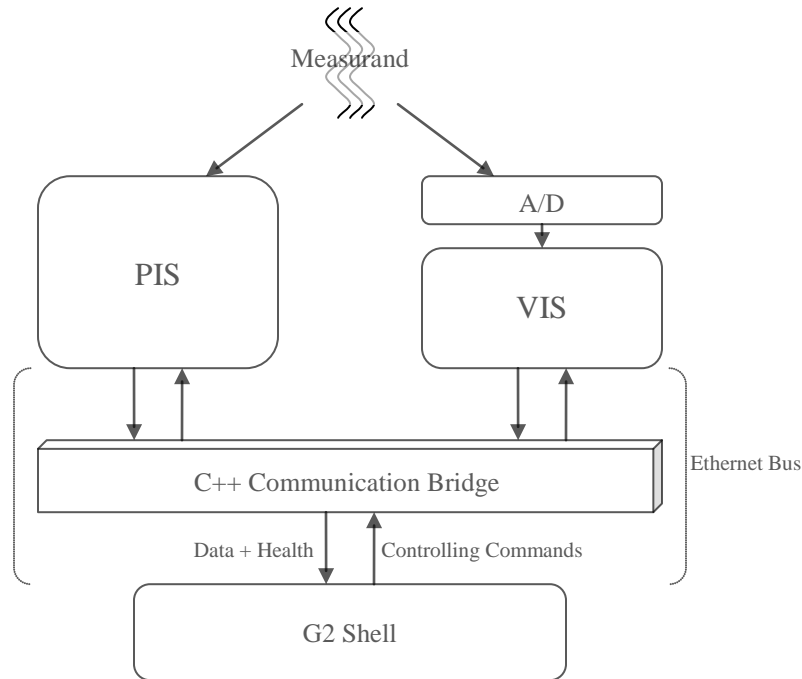 Measurand
A/D
PIS
VIS
Ethernet Bus
C++ Communication Bridge
Data + Health
Controlling Commands
G2 Shell